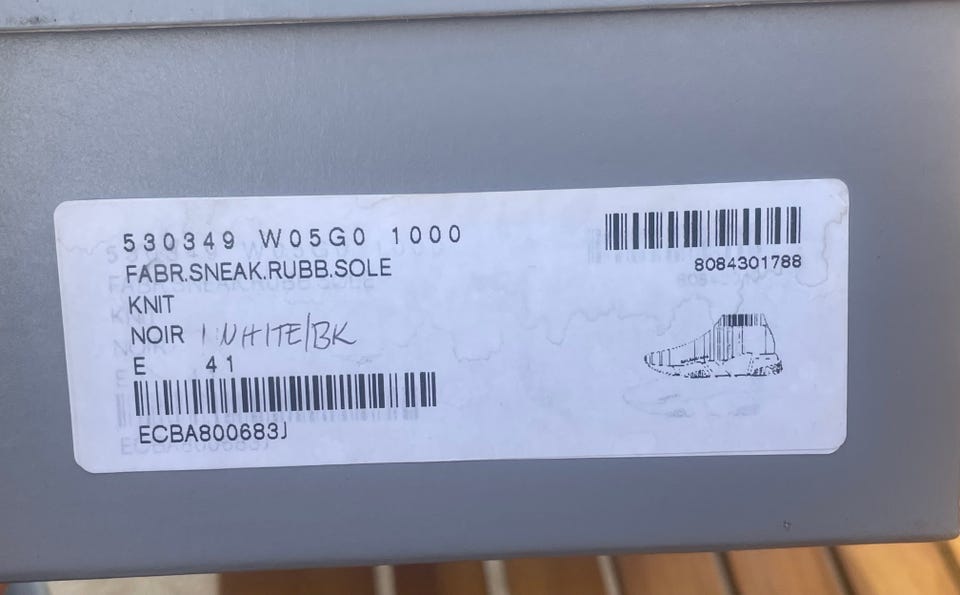 530349 W05G0 1000
FABR.SNEAK.RUBB.SOLE
KNIT
NOIR / WHITE/BK
E 41
ECBA800683J
8084301788